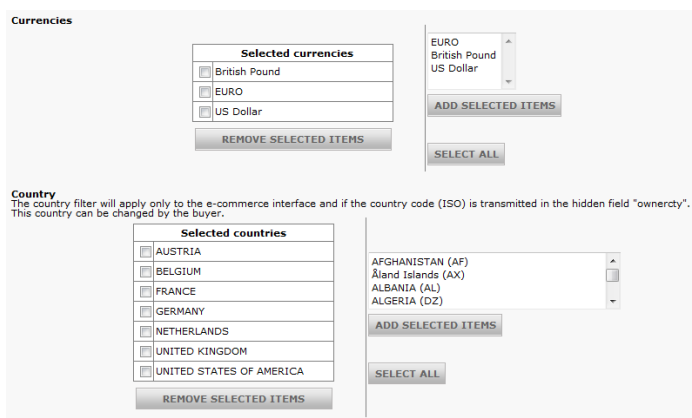 Currencies
Selected currencies
British Pound
EURO
US Dollar
REMOVE SELECTED ITEMS
EURO
British Pound
US Dollar
ADD SELECTED ITEMS
SELECT ALL
Country
The country filter will apply only to the e-commerce interface and if the country code (ISO) is transmitted in the hidden field "ownercty".
This country can be changed by the buyer.
Selected countries
AUSTRIA
BELGIUM
FRANCE
GERMANY
NETHERLANDS
UNITED KINGDOM
UNITED STATES OF AMERICA
REMOVE SELECTED ITEMS
AFGHANISTAN (AF)
Åland Islands (AX)
ALBANIA (AL)
ALGERIA (DZ)
ADD SELECTED ITEMS
SELECT ALL